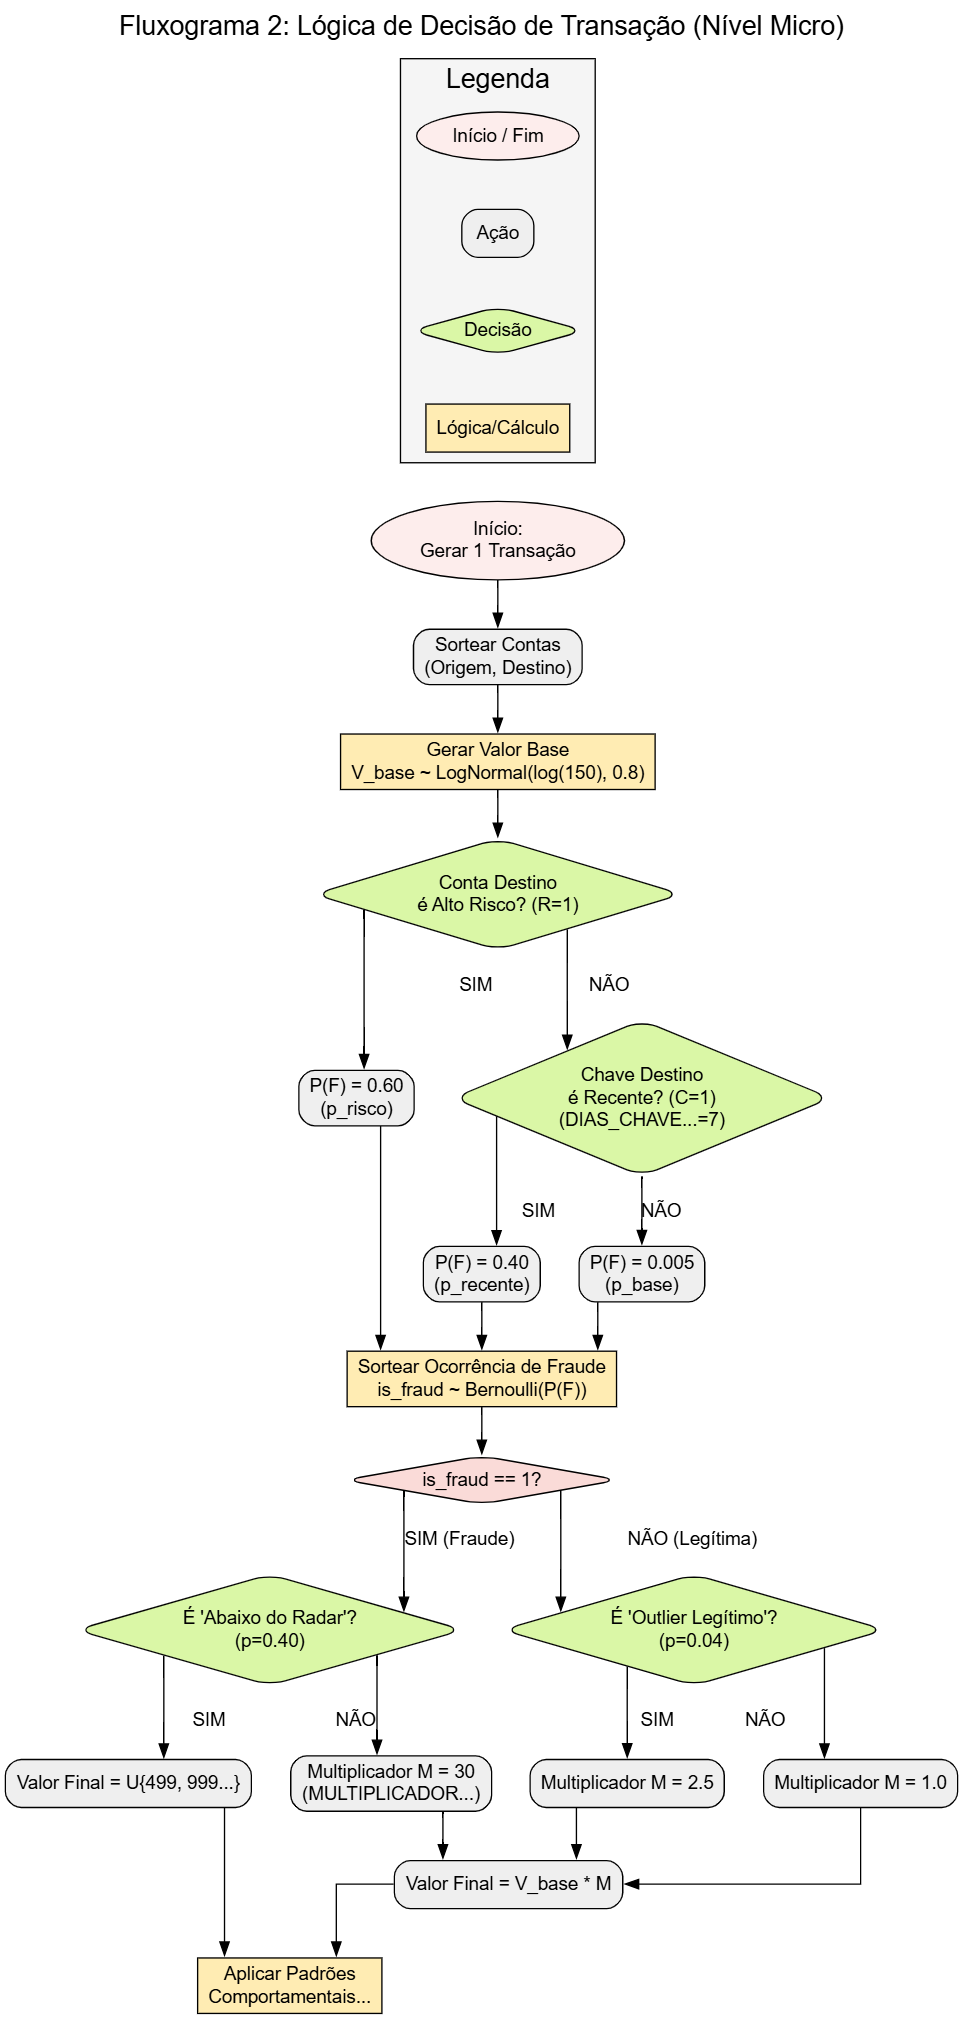 Fluxograma 2: Lógica de Decisão de Transação (Nível Micro)
Legenda
Início / Fim
Ação
Decisão
Lógica/Cálculo
Início:
Gerar 1 Transação
Sortear Contas
(Origem, Destino)
Gerar Valor Base
V_base ~ LogNormal(log(150), 0.8)
Conta Destino
é Alto Risco? (R=1)
SIM
NÃO
P(F) = 0.60
(p_risco)
Chave Destino
é Recente? (C=1)
(DIAS_CHAVE...=7)
SIM
NÃO
P(F) = 0.40
(p_recente)
P(F) = 0.005
(p_base)
Sortear Ocorrência de Fraude
is_fraud ~ Bernoulli(P(F))
is_fraud == 1?
SIM (Fraude)
NÃO (Legítima)
É 'Abaixo do Radar'?
(p=0.40)
É 'Outlier Legítimo'?
(p=0.04)
SIM
NÃO
SIM
NÃO
Valor Final = U{499, 999...}
Multiplicador M = 30
(MULTIPLICADOR...)
Multiplicador M = 2.5
Multiplicador M = 1.0
Valor Final = V_base * M
Aplicar Padrões
Comportamentais...